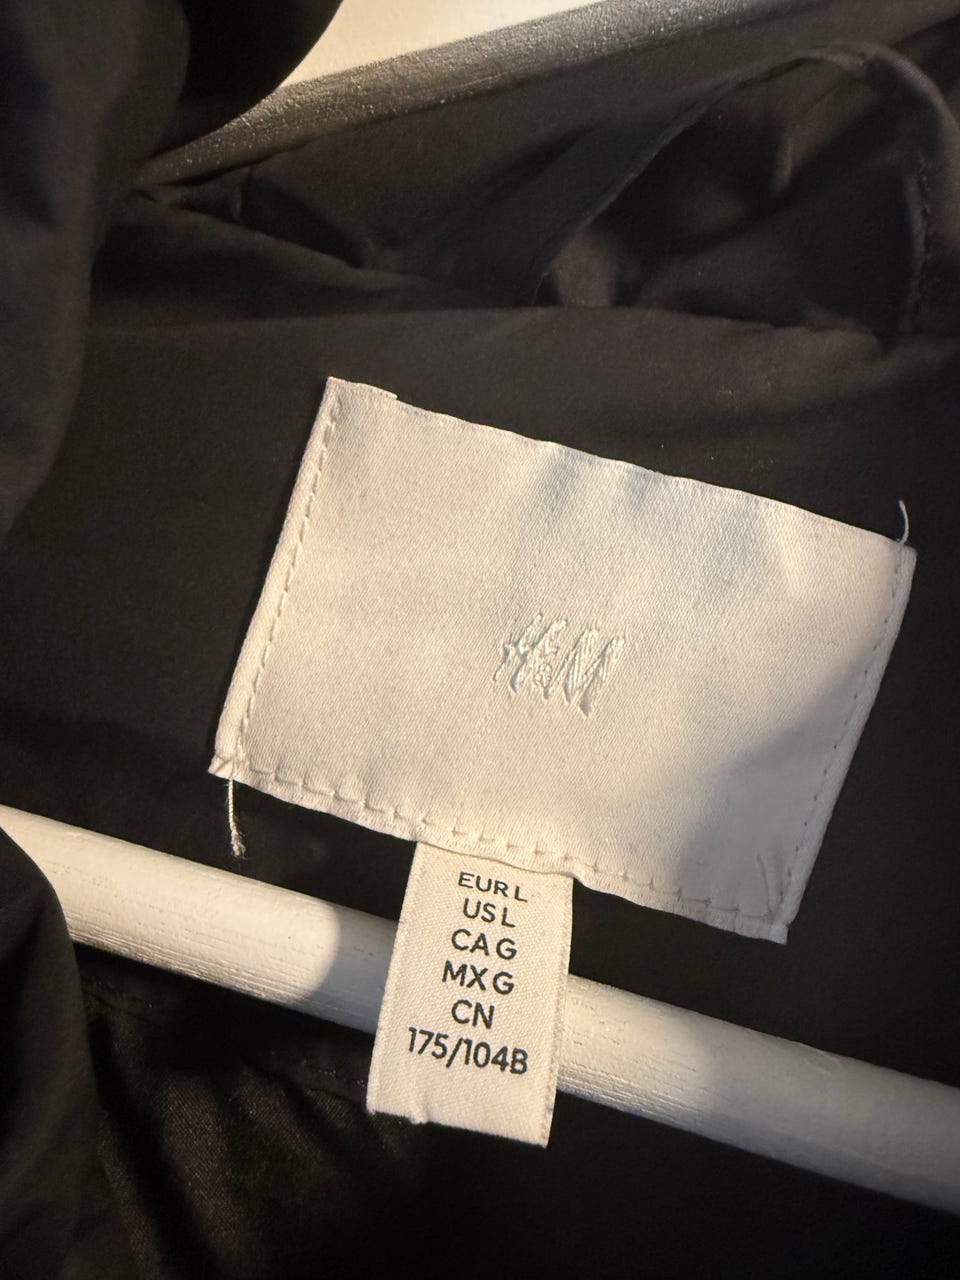 H&M
EUR L
US L
CA G
MX G
CN
175/104B